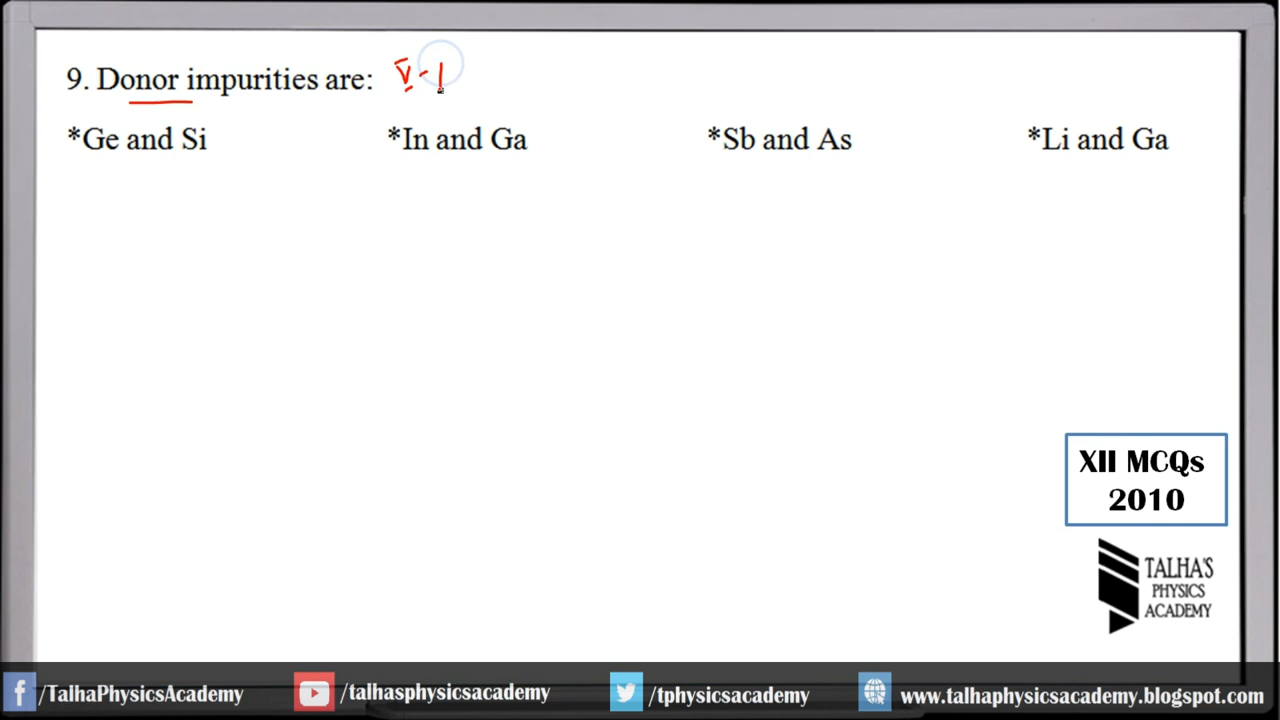 9. Donor impurities are: V - I
*Ge and Si *In and Ga *Sb and As *Li and Ga
XII MCQs
2010
TALHA'S
PHYSICS
ACADEMY
/TalhaPhysicsAcademy /talhasphysicsacademy /tphysicsacademy www.talhaphysicsacademy.blogspot.com